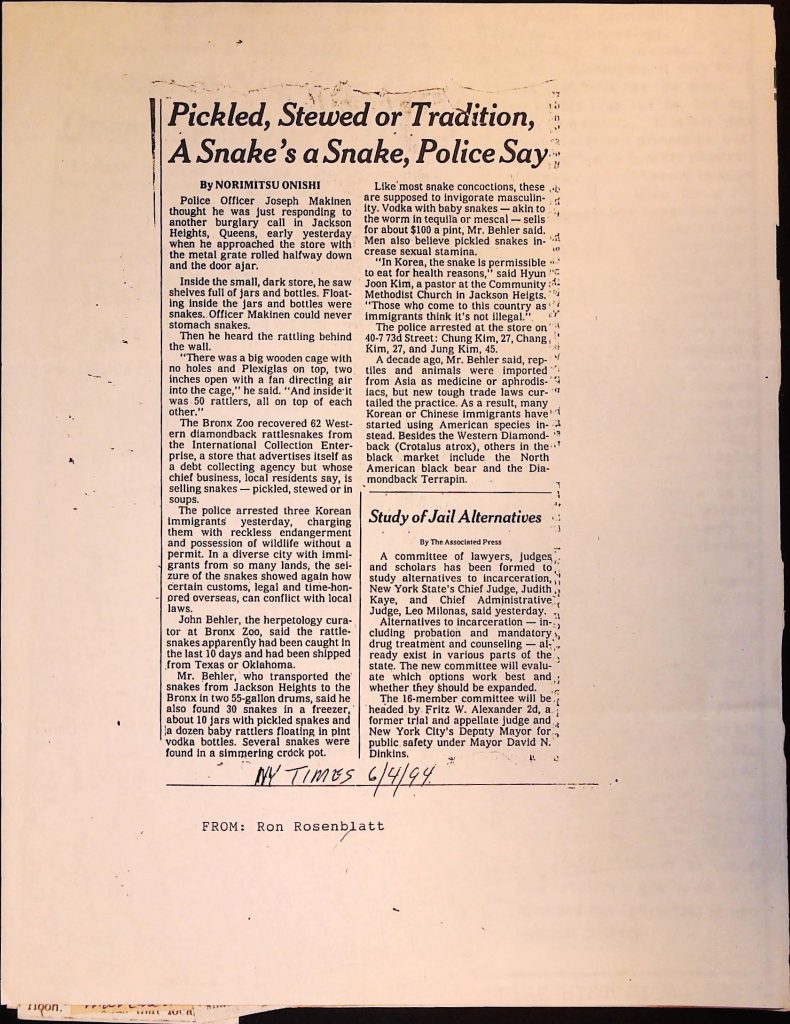 Pickled, Stewed or Tradition,
A Snake's a Snake, Police Say
By NORIMITSU ONISHI
Police Officer Joseph Makinen
thought he was just responding to
another burglary call in Jackson
Heights, Queens, early yesterday
when he approached the store with
the metal grate rolled halfway down
and the door ajar.
Inside the small, dark store, he saw
shelves full of jars and bottles. Float-
ing inside the jars and bottles were
snakes. Officer Makinen could never
stomach snakes.
Then he heard the rattling behind
the wall.
"There was a big wooden cage with
no holes and Plexiglas on top, two
inches open with a fan directing air
into the cage," he said. "And inside it
was 50 rattlers, all on top of each
other."
The Bronx Zoo recovered 62 West-
ern diamondback rattlesnakes from
the International Collection Enter-
prise, a store that advertises itself as
a debt collecting agency but whose
chief business, local residents say, is
selling snakes — pickled, stewed or in
soups.
The police arrested three Korean
immigrants yesterday, charging
them with reckless endangerment
and possession of wildlife without a
permit. In a diverse city with immi-
grants from so many lands, the sei-
zure of the snakes showed again how
certain customs, legal and time-hon-
ored overseas, can conflict with local
laws.
John Behler, the herpetology cura-
tor at Bronx Zoo, said the rattle-
snakes apparently had been caught in
the last 10 days and had been shipped
from Texas or Oklahoma.
Mr. Behler, who transported the
snakes from Jackson Heights to the
Bronx in two 55-gallon drums, said he
also found 30 snakes in a freezer,
about 10 jars with pickled snakes and
a dozen baby rattlers floating in pint
vodka bottles. Several snakes were
found in a simmering crock pot.
Like most snake concoctions, these
are supposed to invigorate masculin-
ity. Vodka with baby snakes — akin to
the worm in tequila or mescal — sells
for about $100 a pint, Mr. Behler said.
Men also believe pickled snakes in-
crease sexual stamina.
"In Korea, the snake is permissible
to eat for health reasons," said Hyun
Joon Kim, a pastor at the Community
Methodist Church in Jackson Heigts.
"Those who come to this country as
immigrants think it's not illegal."
The police arrested at the store on
40-7 73d Street: Chung Kim, 27, Chang
Kim, 27, and Jung Kim, 45.
A decade ago, Mr. Behler said, rep-
tiles and animals were imported
from Asia as medicine or aphrodis-
iacs, but new tough trade laws cur-
tailed the practice. As a result, many
Korean or Chinese immigrants have
started using American species in-
stead. Besides the Western Diamond-
back (Crotalus atrox), others in the
black market include the North
American black bear and the Dia-
mondback Terrapin.
Study of Jail Alternatives
By The Associated Press
A committee of lawyers, judges
and scholars has been formed to
study alternatives to incarceration,
New York State's Chief Judge, Judith
Kaye, and Chief Administrative
Judge, Leo Milonas, said yesterday.
Alternatives to incarceration — in-
cluding probation and mandatory
drug treatment and counseling — al-
ready exist in various parts of the
state. The new committee will evalu-
ate which options work best and
whether they should be expanded.
The 16-member committee will be
headed by Fritz W. Alexander 2d, a
former trial and appellate judge and
New York City's Deputy Mayor for
public safety under Mayor David N.
Dinkins.
NY TIMES 6/4/94
FROM: Ron Rosenblatt